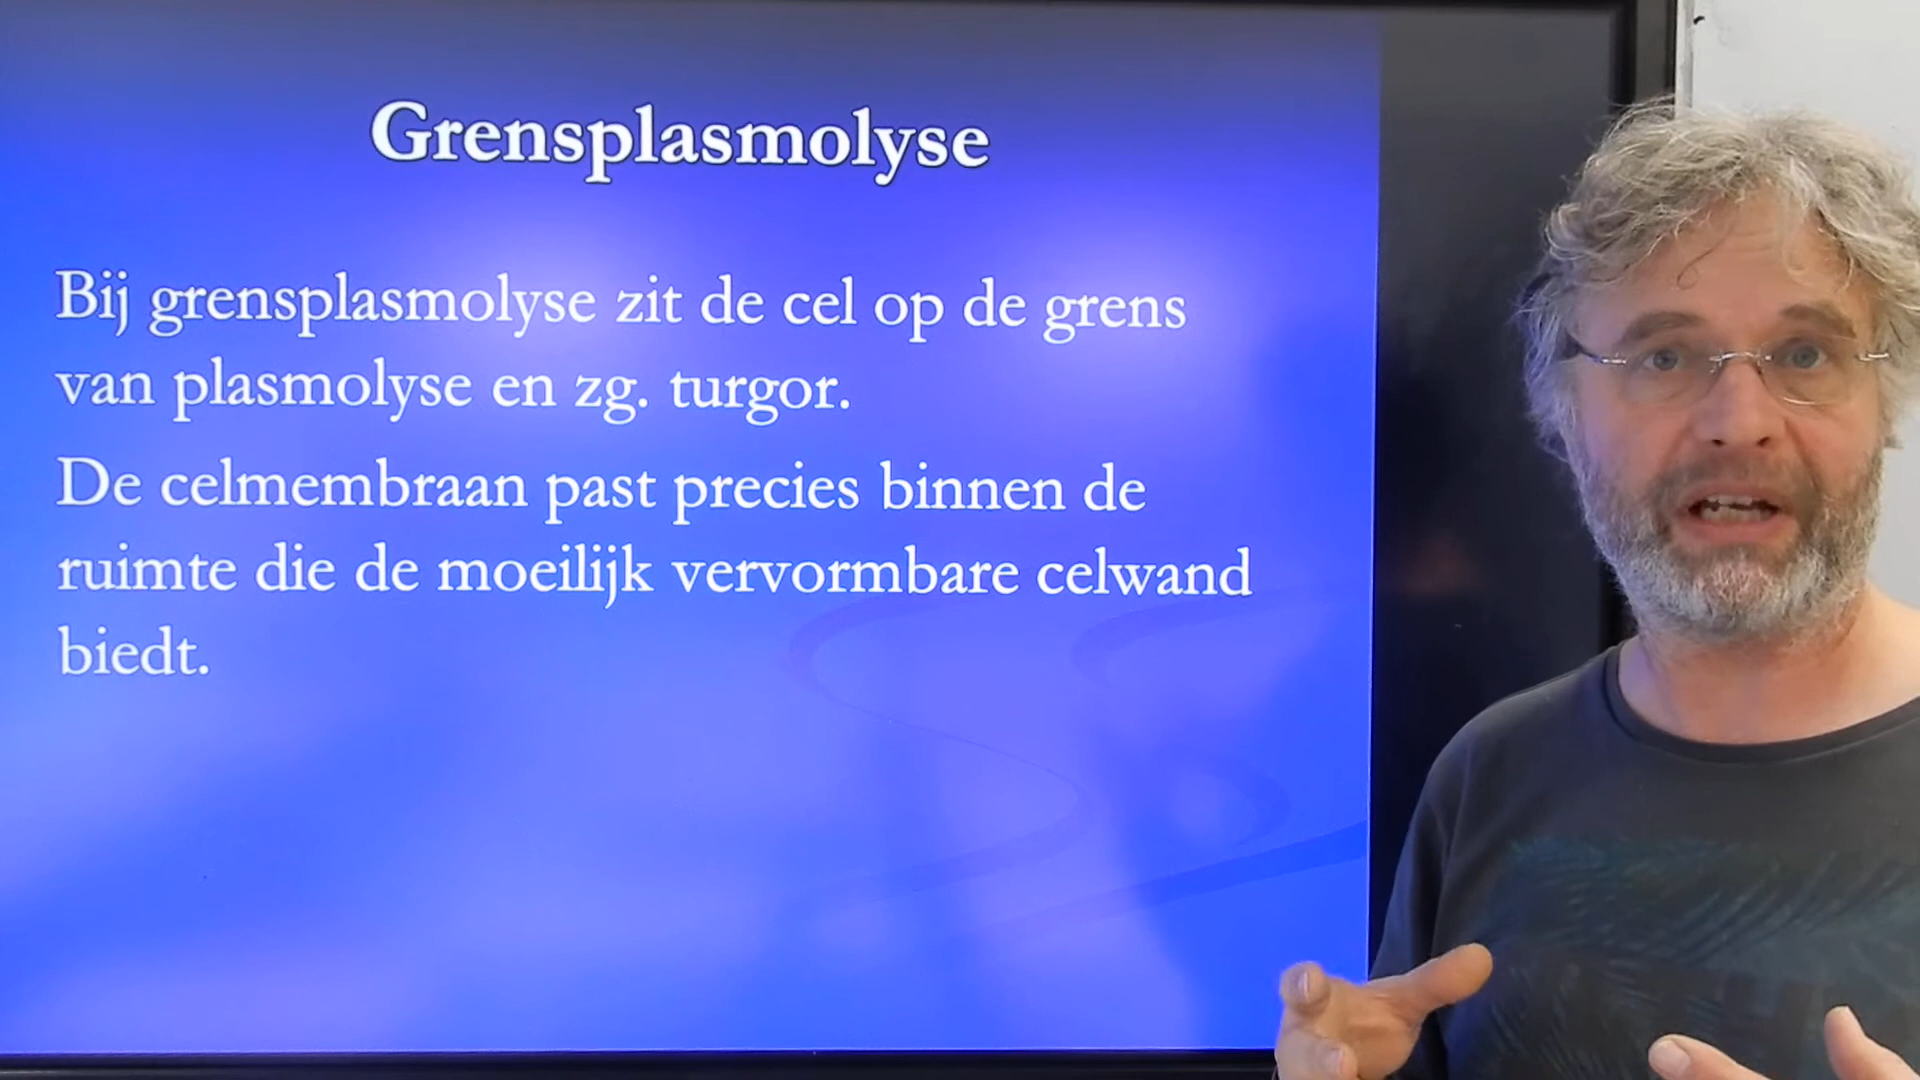 Grensplasmolyse
Bij grensplasmolyse zit de cel op de grens
van plasmolyse en zg. turgor.
De celmembraan past precies binnen de
ruimte die de moeilijk vervormbare celwand
biedt.